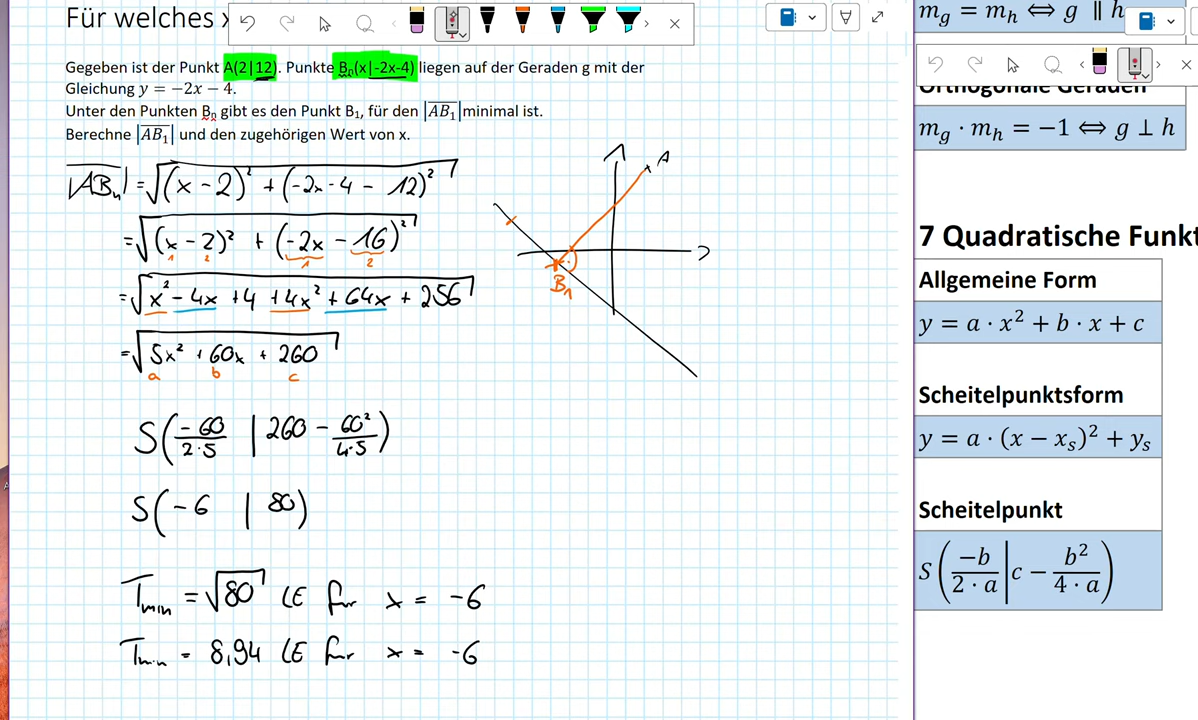 Für welches x
Gegeben ist der Punkt A(2|12). Punkte Bn(x|-2x-4) liegen auf der Geraden g mit der
Gleichung y = −2x − 4.
Unter den Punkten Bn gibt es den Punkt B1, für den |AB₁| minimal ist.
Berechne |AB₁| und den zugehörigen Wert von x.
|ABn| = √((x − 2)² + (-2x - 4 − 12)²)
= √((x − 2)² + (-2x − 16)²)
1 2 1 2
= √(x² − 4x + 4 + 4x² + 64x + 256)
= √(5x² + 60x + 260)
a b c
S(−60/2·5 | 260 − 60²/4·5)
S(−6 | 80)
Tmin = √80 LE für x = −6
Tmin = 8,94 LE für x = −6
A
B1
mg = mh ⟺ g ∥ h
Orthogonale Geraden
mg · mh = −1 ⟺ g ⊥ h
7 Quadratische Funkt
Allgemeine Form
y = a · x² + b · x + c
Scheitelpunktsform
y = a · (x − xs)² + ys
Scheitelpunkt
S(−b/2·a | c − b²/4·a)